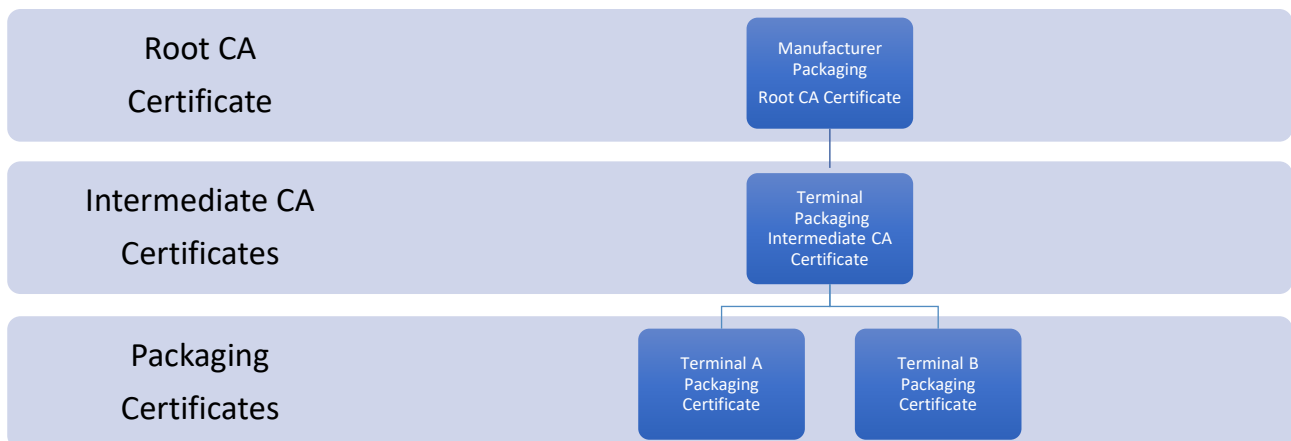 Root CA
Certificate
Manufacturer
Packaging
Root CA Certificate
Intermediate CA
Certificates
Terminal
Packaging
Intermediate CA
Certificate
Packaging
Certificates
Terminal A
Packaging
Certificate
Terminal B
Packaging
Certificate